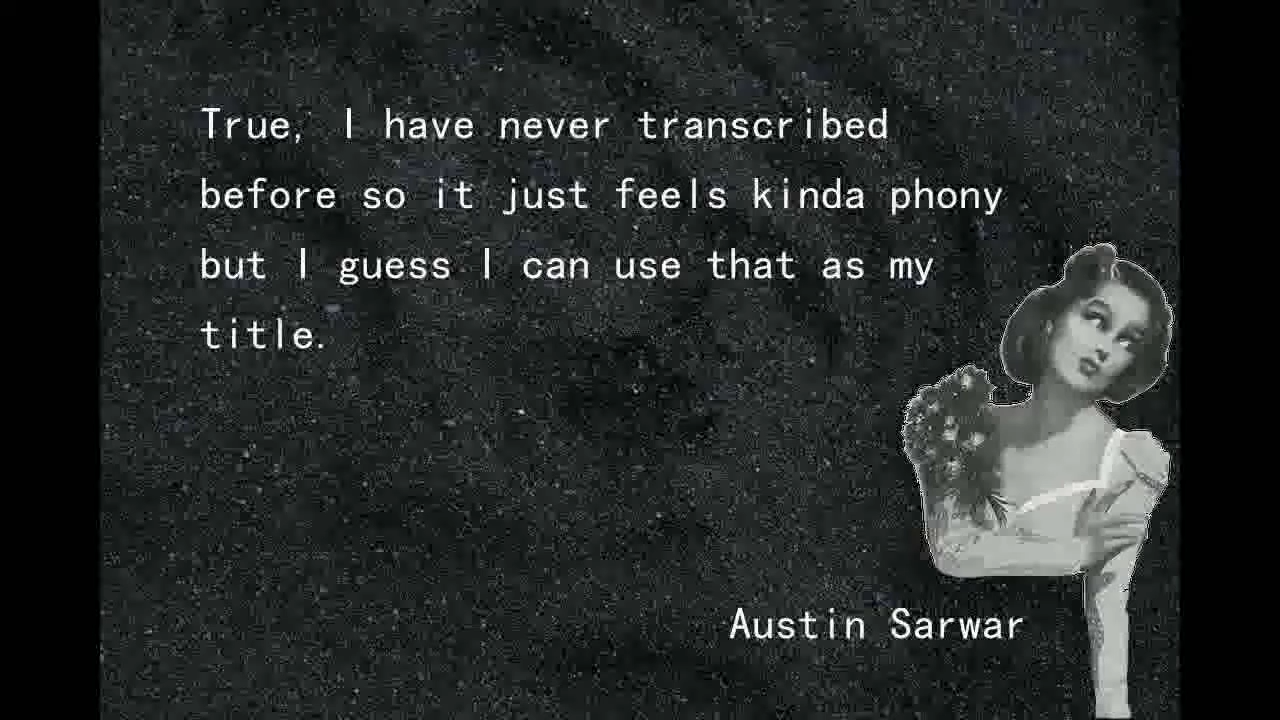 True, I have never transcribed
before so it just feels kinda phony
but I guess I can use that as my
title.
Austin Sarwar